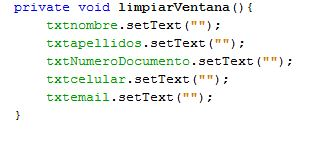 private void limpiarVentana(){
    txtnombre.setText("");
    txtapellidos.setText("");
    txtNumeroDocumento.setText("");
    txtcelular.setText("");
    txtemail.setText("");
}